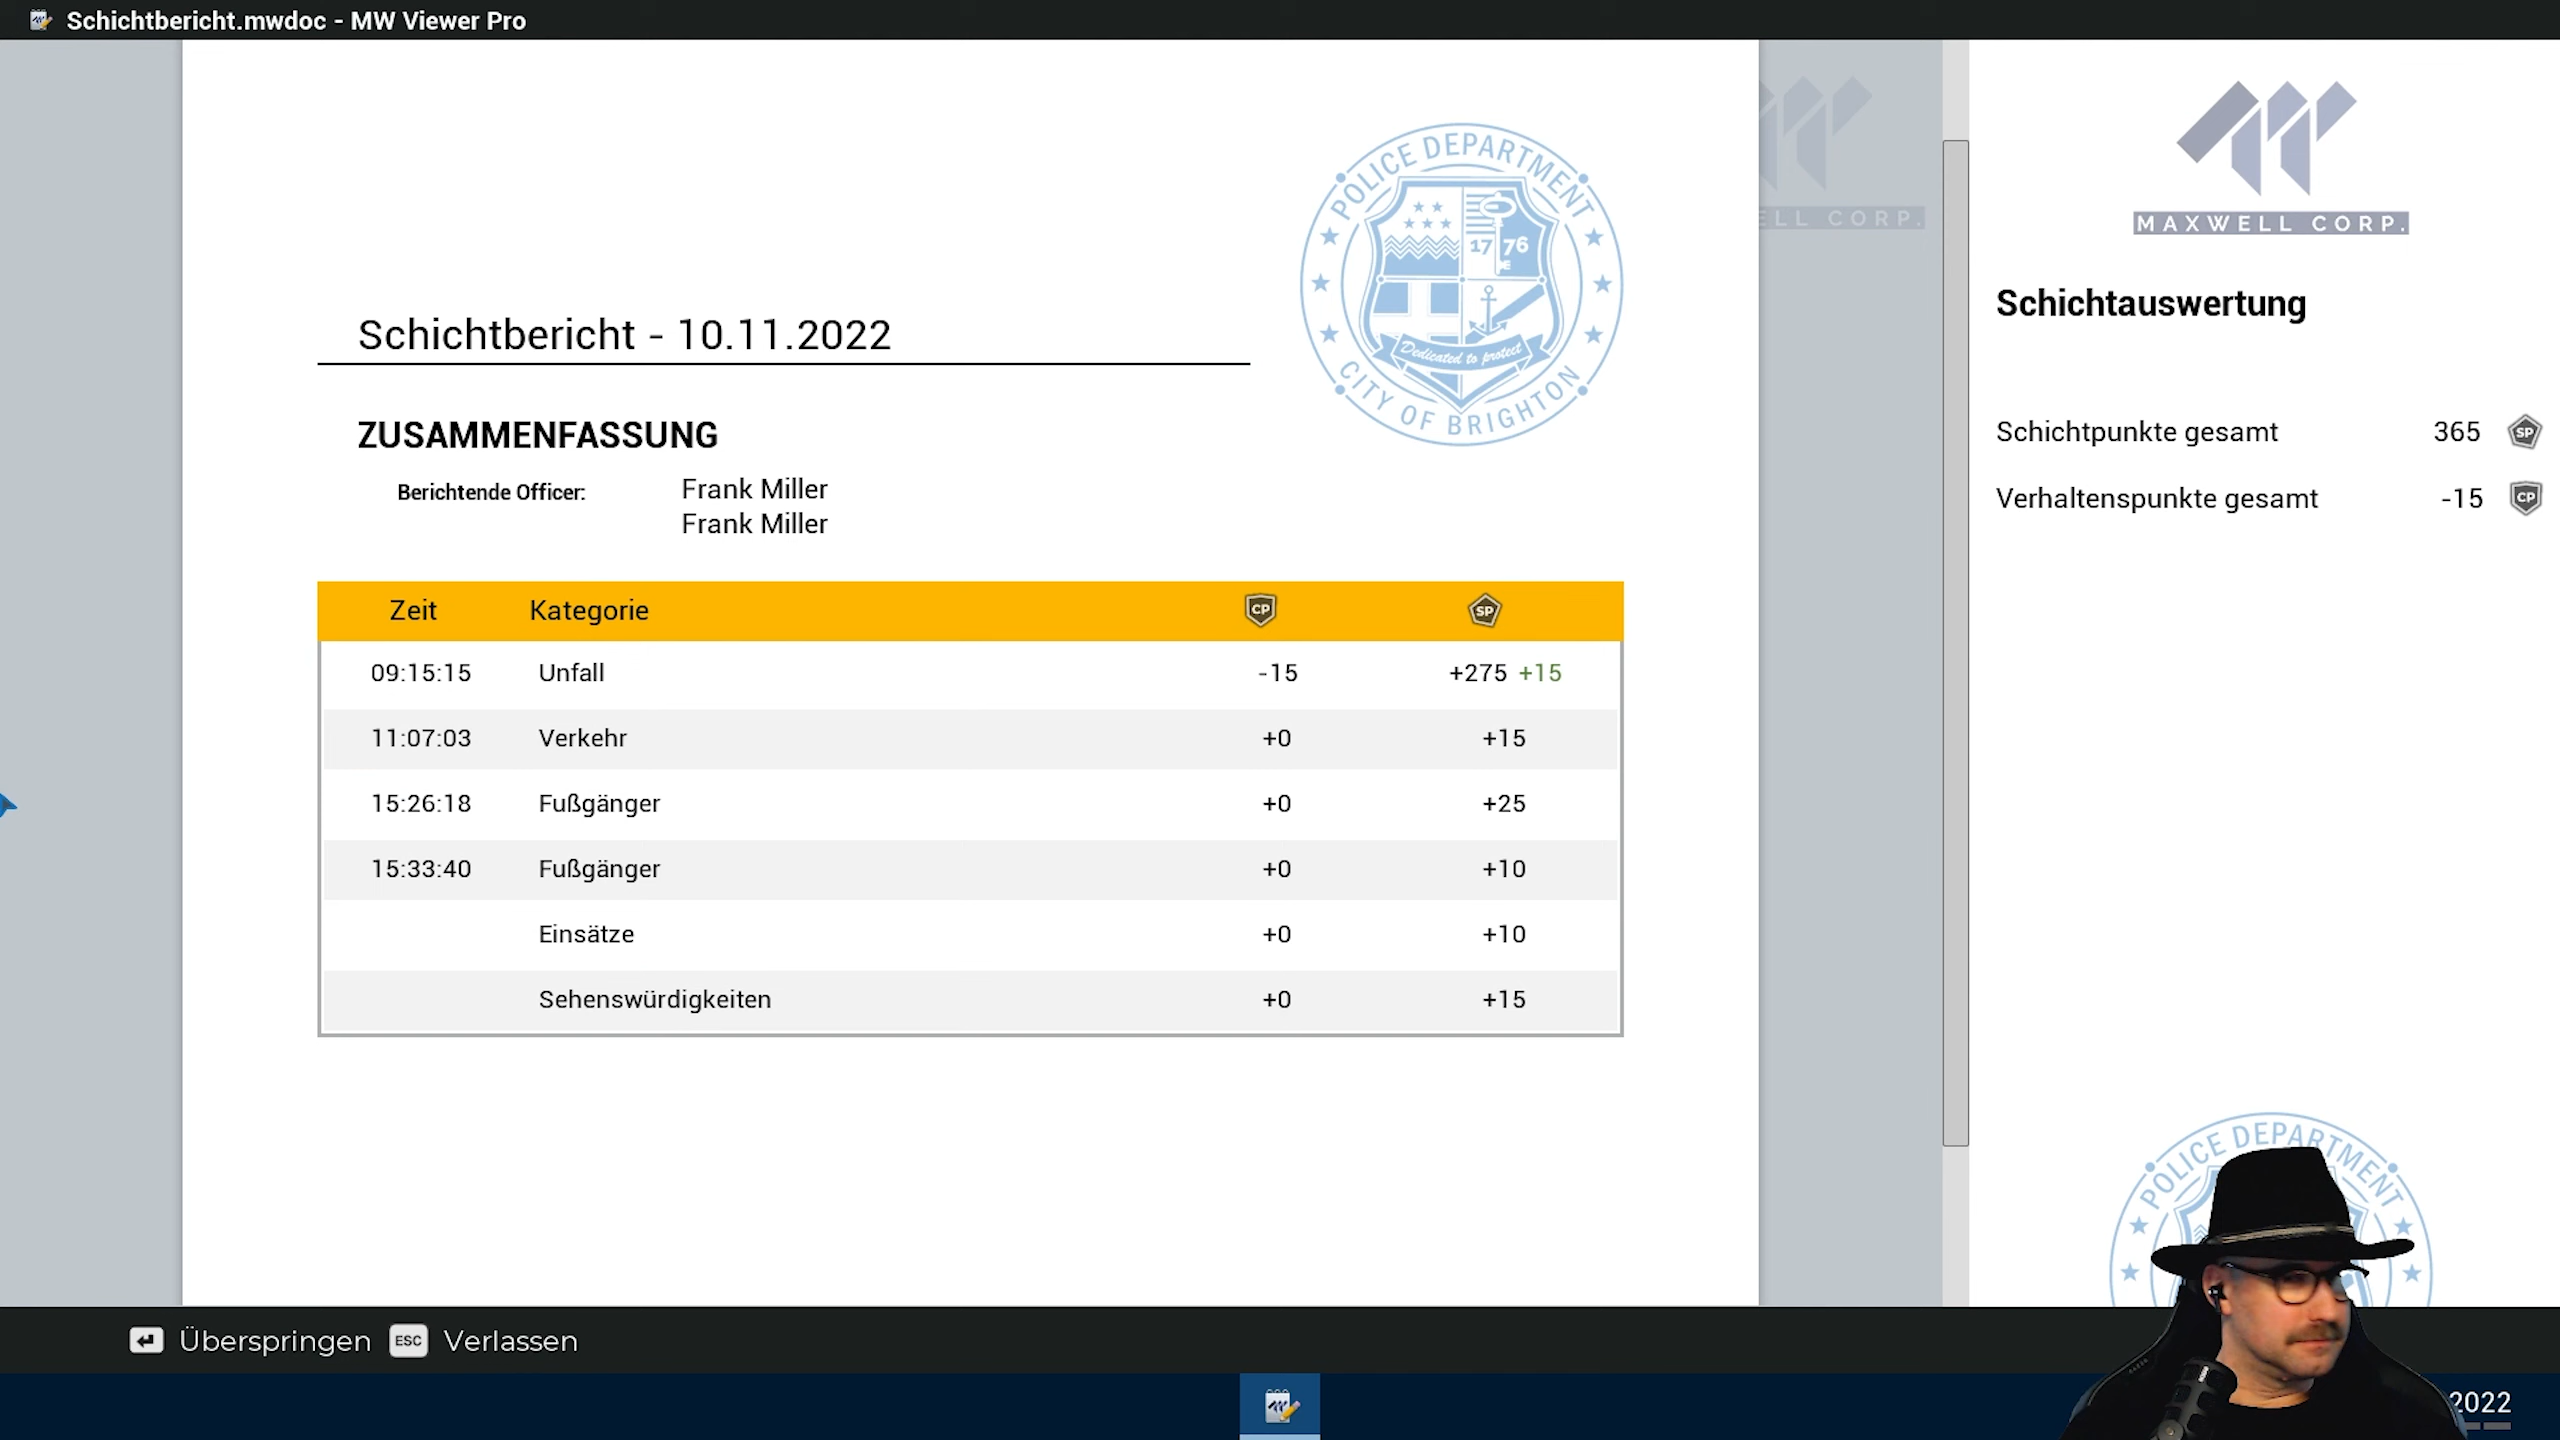 Schichtbericht.mwdoc - MW Viewer Pro
POLICE DEPARTMENT
1776
Dedicated to protect
CITY OF BRIGHTON
ELL CORP.
MAXWELL CORP.
Schichtbericht - 10.11.2022
ZUSAMMENFASSUNG
Berichtende Officer: Frank Miller
Frank Miller
Zeit Kategorie CP SP
09:15:15 Unfall -15 +275 +15
11:07:03 Verkehr +0 +15
15:26:18 Fußgänger +0 +25
15:33:40 Fußgänger +0 +10
Einsätze +0 +10
Sehenswürdigkeiten +0 +15
Schichtauswertung
Schichtpunkte gesamt 365 SP
Verhaltenspunkte gesamt -15 CP
POLICE DEPARTMENT
Überspringen ESC Verlassen
2022